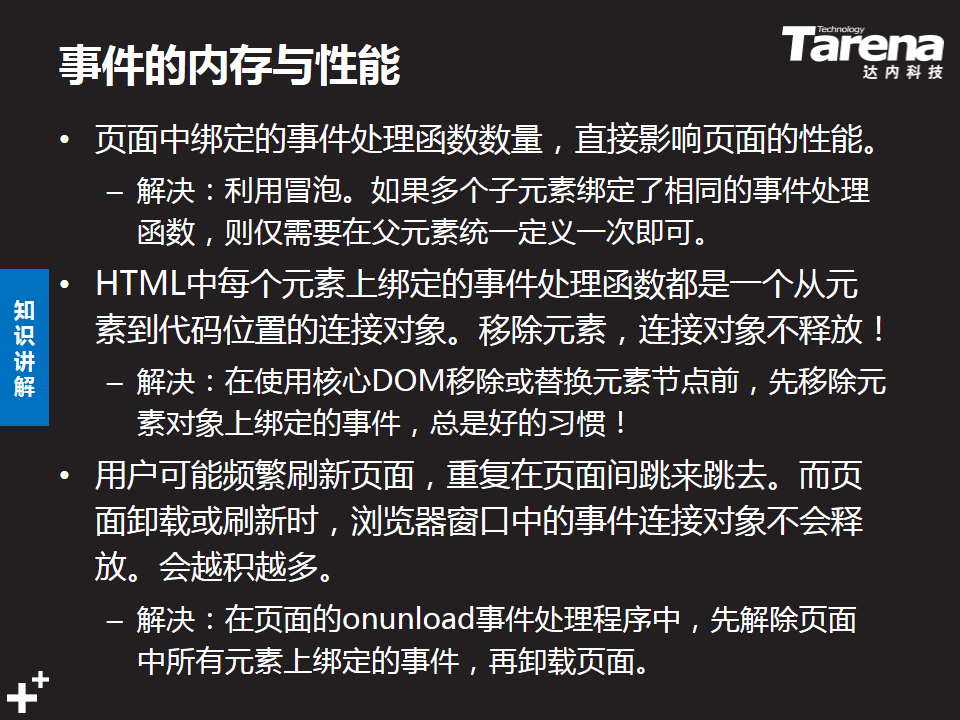 事件的内存与性能
Technology
Tarena
达内科技
• 页面中绑定的事件处理函数数量，直接影响页面的性能。
– 解决：利用冒泡。如果多个子元素绑定了相同的事件处理
函数，则仅需要在父元素统一定义一次即可。
• HTML中每个元素上绑定的事件处理函数都是一个从元
素到代码位置的连接对象。移除元素，连接对象不释放！
– 解决：在使用核心DOM移除或替换元素节点前，先移除元
素对象上绑定的事件，总是好的习惯！
• 用户可能频繁刷新页面，重复在页面间跳来跳去。而页
面卸载或刷新时，浏览器窗口中的事件连接对象不会释
放。会越积越多。
– 解决：在页面的onunload事件处理程序中，先解除页面
中所有元素上绑定的事件，再卸载页面。
知
识
讲
解